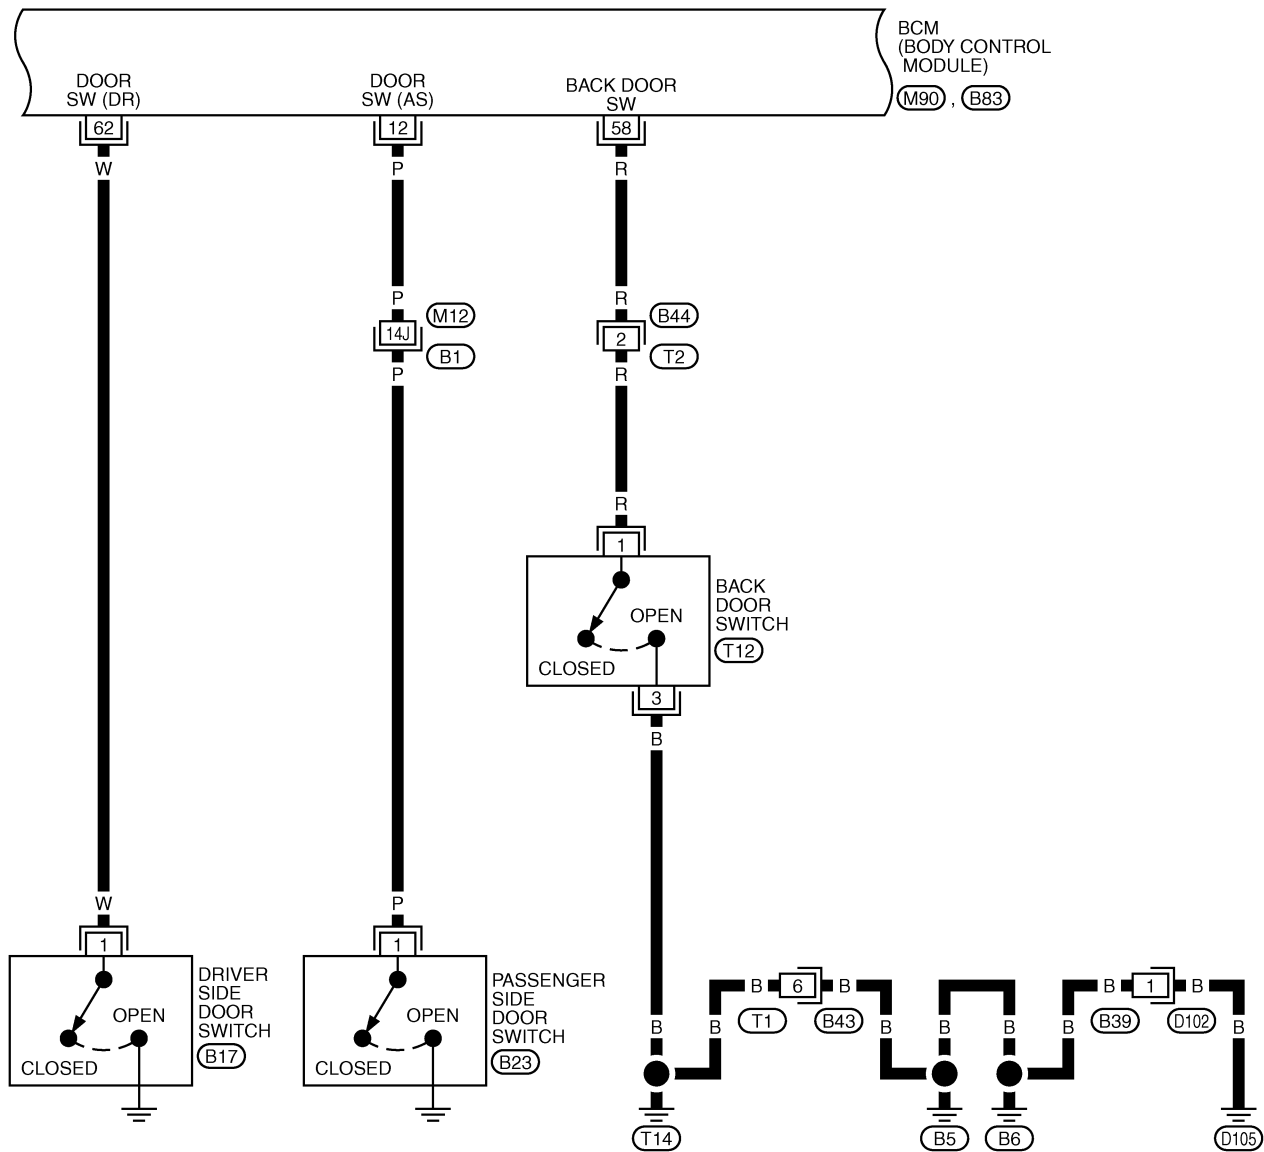 BCM
(BODY CONTROL
MODULE)
M90 , B83
DOOR
SW (DR)
DOOR
SW (AS)
BACK DOOR
SW
62
12
58
W
P
R
P
R
M12
B44
14J
2
B1
T2
P
R
R
1
BACK
DOOR
SWITCH
T12
OPEN
CLOSED
3
B
W
P
1
1
DRIVER
SIDE
DOOR
SWITCH
B17
OPEN
CLOSED
PASSENGER
SIDE
DOOR
SWITCH
B23
OPEN
CLOSED
B 6 B
B 1 B
T1
B43
B39
D102
B
B
B
B
B
B
B
T14
B5
B6
D105